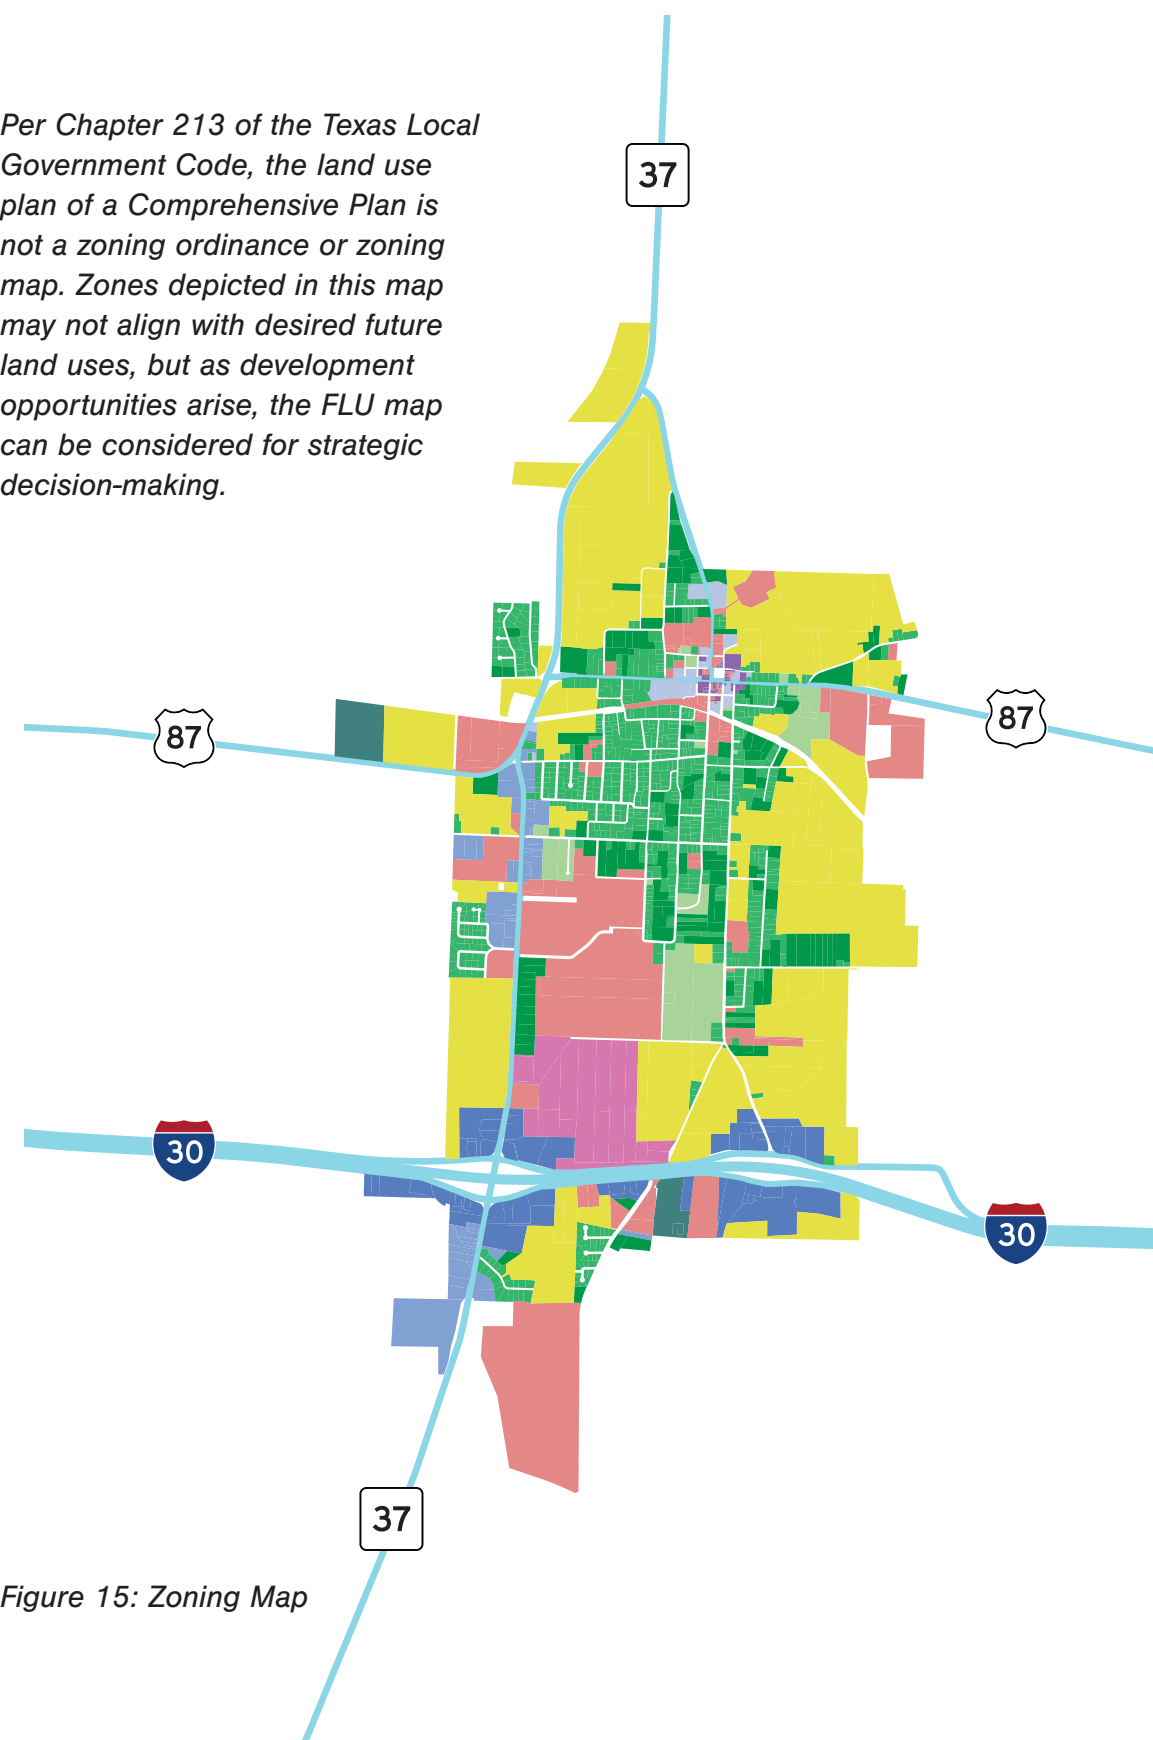 Per Chapter 213 of the Texas Local
Government Code, the land use
plan of a Comprehensive Plan is
not a zoning ordinance or zoning
map. Zones depicted in this map
may not align with desired future
land uses, but as development
opportunities arise, the FLU map
can be considered for strategic
decision-making.
37
87
87
30
30
37
Figure 15: Zoning Map